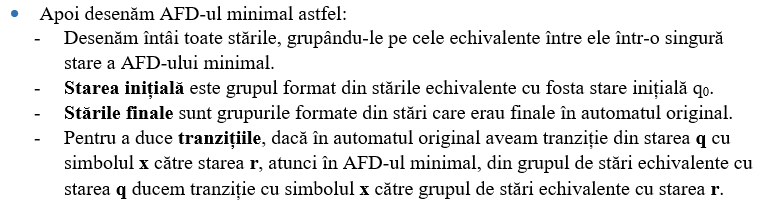 • Apoi desenăm AFD-ul minimal astfel:
- Desenăm întâi toate stările, grupându-le pe cele echivalente între ele într-o singură
stare a AFD-ului minimal.
- Starea inițială este grupul format din stările echivalente cu fosta stare inițială q₀.
- Stările finale sunt grupurile formate din stări care erau finale în automatul original.
- Pentru a duce tranzițiile, dacă în automatul original aveam tranziție din starea q cu
simbolul x către starea r, atunci în AFD-ul minimal, din grupul de stări echivalente cu
starea q ducem tranziție cu simbolul x către grupul de stări echivalente cu starea r.